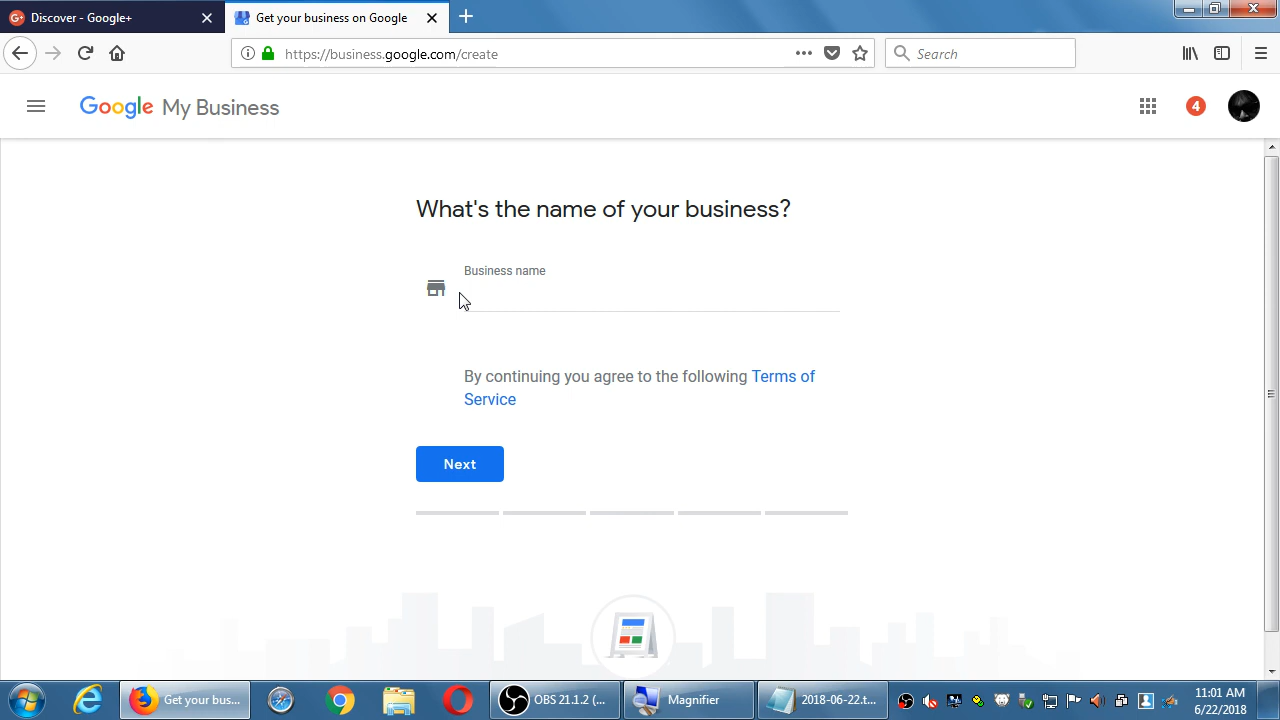 Discover - Google+
Get your business on Google
https://business.google.com/create
Search
Google My Business
4
What's the name of your business?
Business name
By continuing you agree to the following Terms of
Service
Next
Get your bus...
OBS 21.1.2 (...
Magnifier
2018-06-22.t...
11:01 AM
6/22/2018